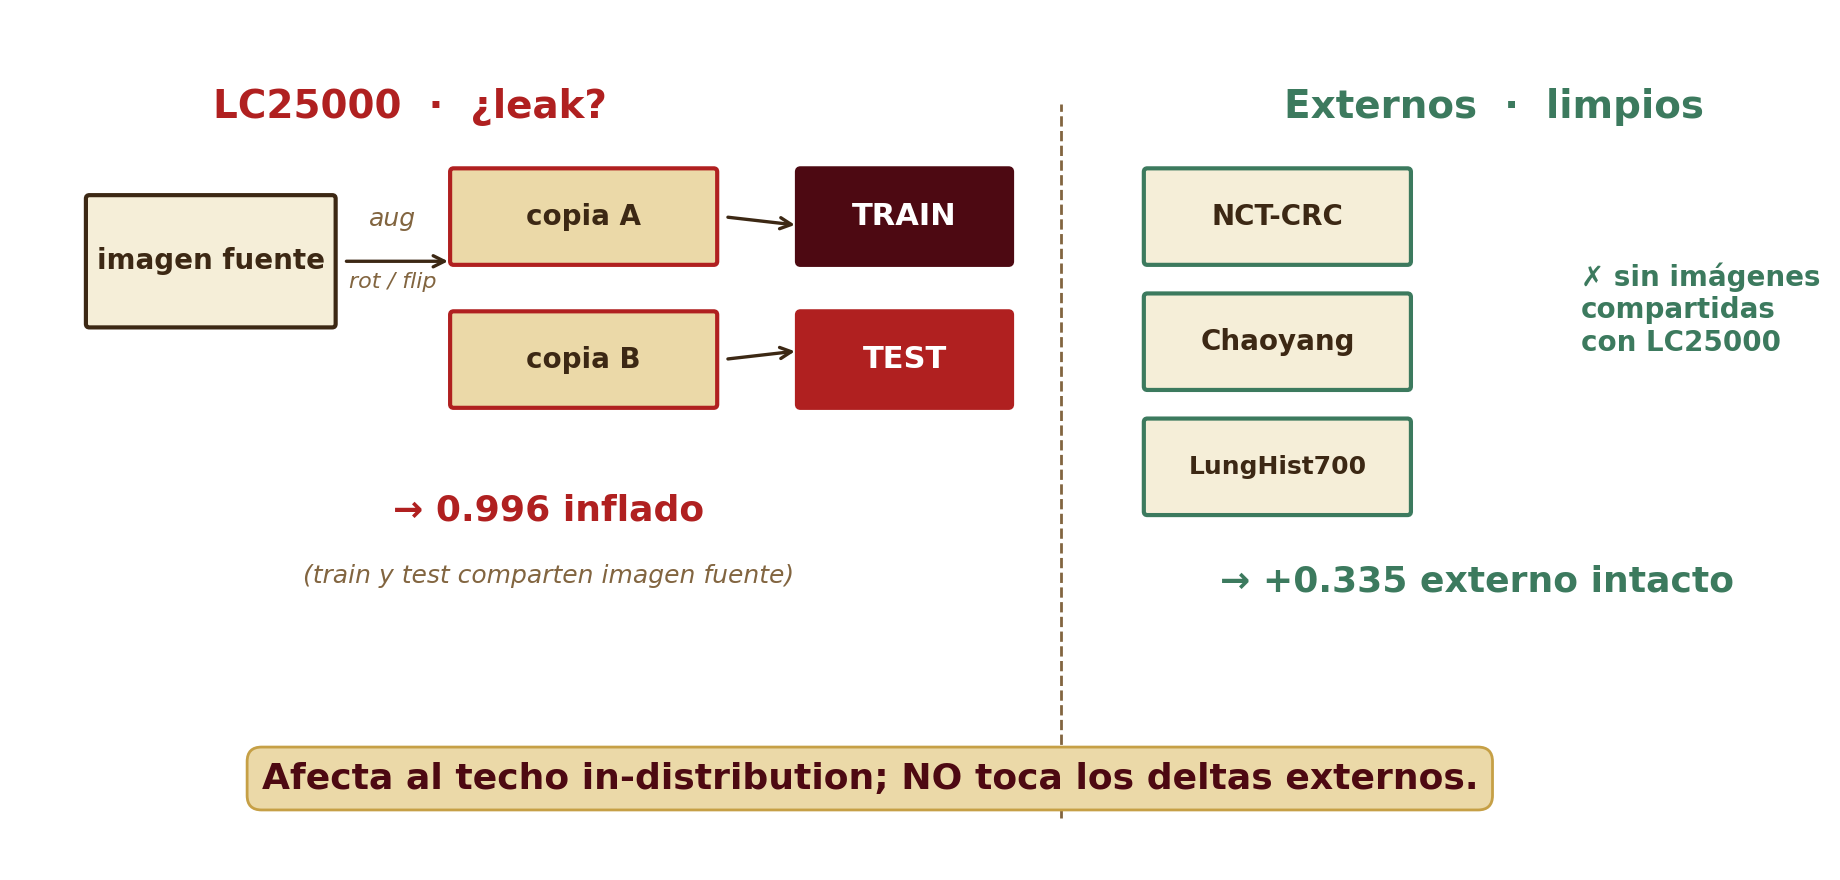 LC25000 · ¿leak?
imagen fuente
aug
rot / flip
copia A
TRAIN
copia B
TEST
→ 0.996 inflado
(train y test comparten imagen fuente)
Externos · limpios
NCT-CRC
Chaoyang
LungHist700
✗ sin imágenes
compartidas
con LC25000
→ +0.335 externo intacto
Afecta al techo in-distribution; NO toca los deltas externos.